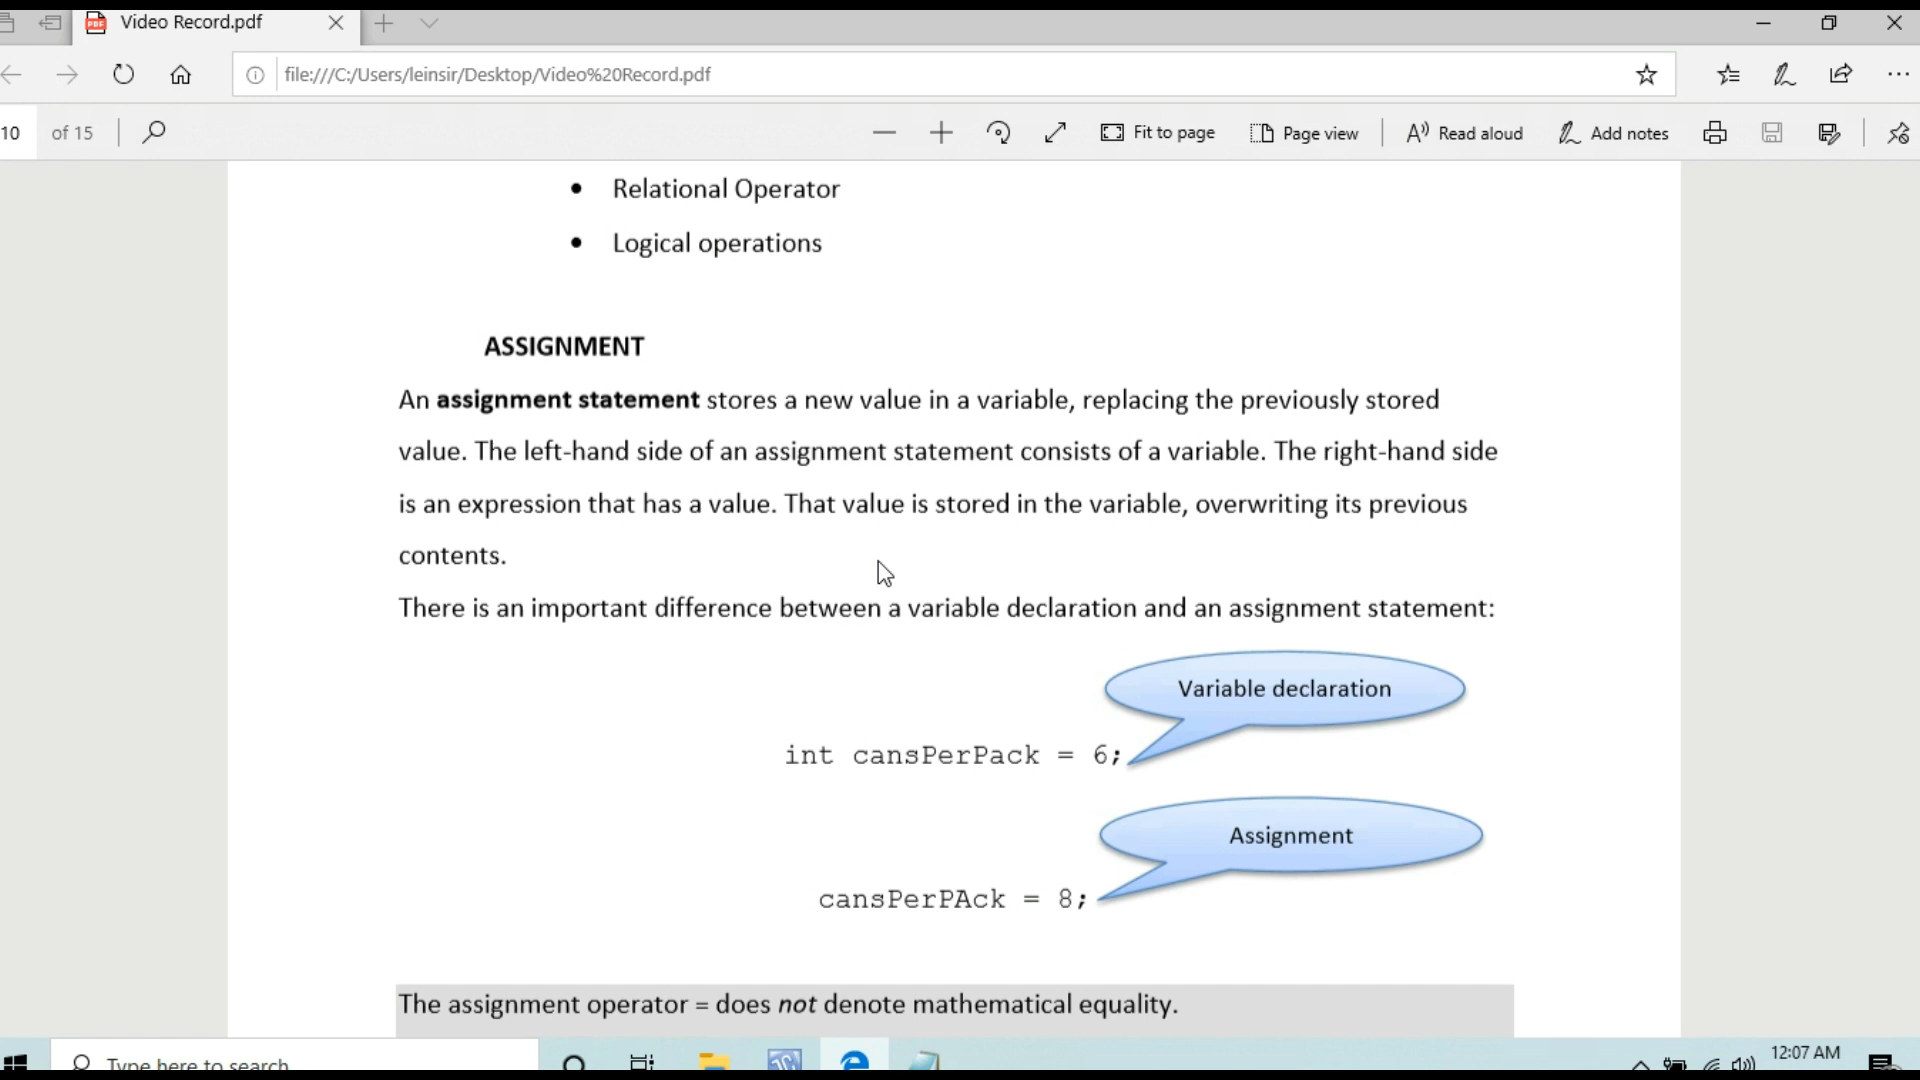 Video Record.pdf
file:///C:/Users/leinsir/Desktop/Video%20Record.pdf
10 of 15 Fit to page Page view Read aloud Add notes
• Relational Operator
• Logical operations
ASSIGNMENT
An assignment statement stores a new value in a variable, replacing the previously stored
value. The left-hand side of an assignment statement consists of a variable. The right-hand side
is an expression that has a value. That value is stored in the variable, overwriting its previous
contents.
There is an important difference between a variable declaration and an assignment statement:
Variable declaration
int cansPerPack = 6;
Assignment
cansPerPAck = 8;
The assignment operator = does not denote mathematical equality.
Type here to search
12:07 AM